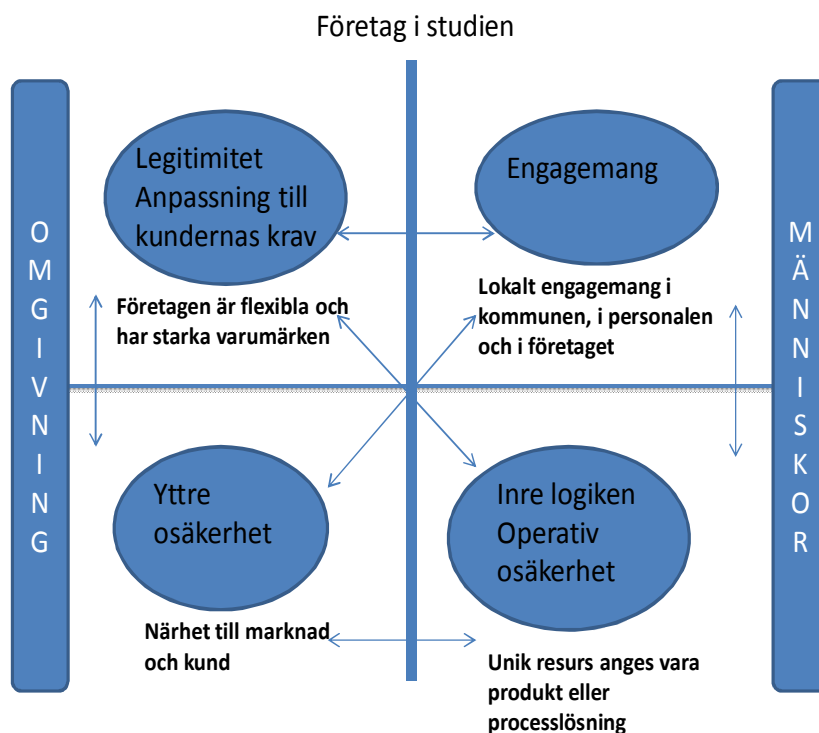 Företag i studien
OMGIVNING
Legitimitet
Anpassning till
kundernas krav
Företagen är flexibla och
har starka varumärken
Engagemang
Lokalt engagemang i
kommunen, i personalen
och i företaget
MÄNNISKOR
Yttre
osäkerhet
Närhet till marknad
och kund
Inre logiken
Operativ
osäkerhet
Unik resurs anges vara
produkt eller
processlösning